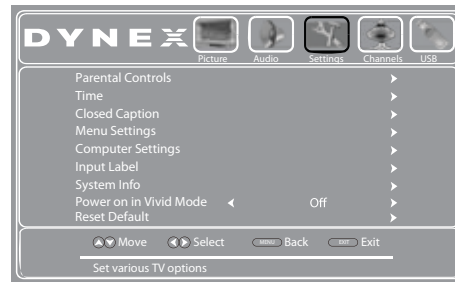 DYNEX
Picture Audio Settings Channels USB
Parental Controls
Time
Closed Caption
Menu Settings
Computer Settings
Input Label
System Info
Power on in Vivid Mode Off
Reset Default
Move Select MENU Back EXIT Exit
Set various TV options